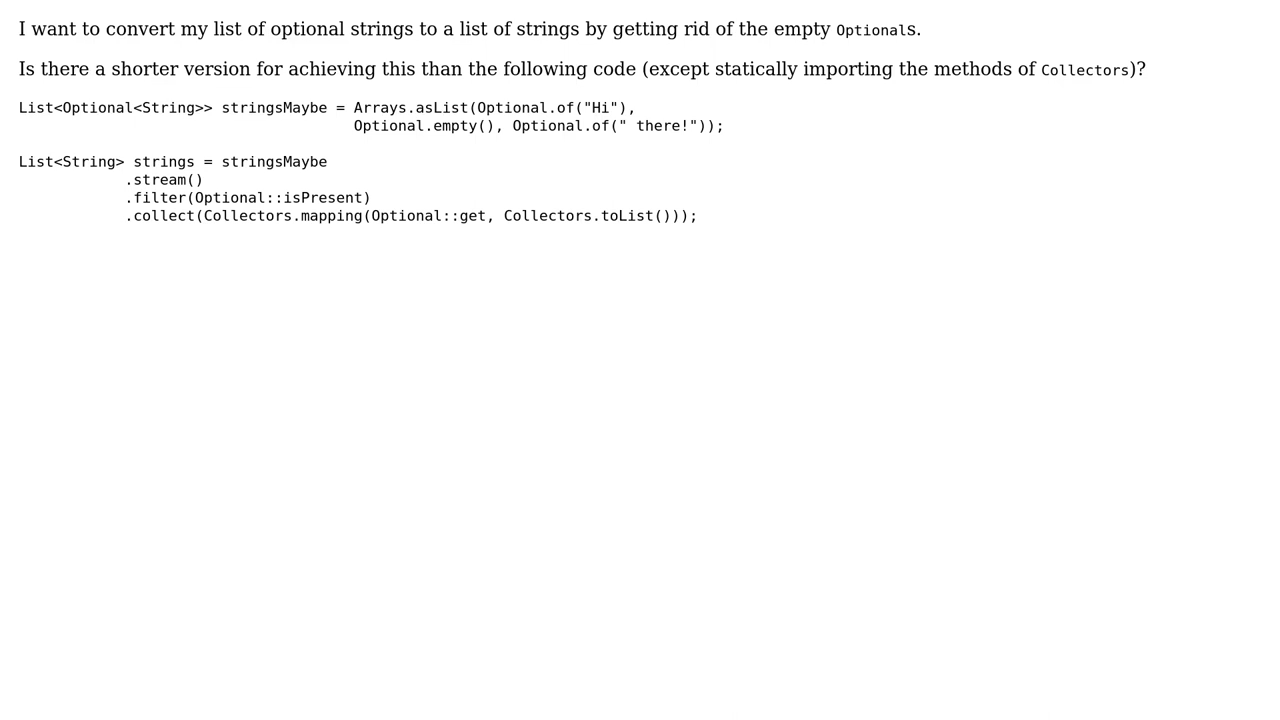 I want to convert my list of optional strings to a list of strings by getting rid of the empty Optionals.
Is there a shorter version for achieving this than the following code (except statically importing the methods of Collectors)?
List<Optional<String>> stringsMaybe = Arrays.asList(Optional.of("Hi"),
                                      Optional.empty(), Optional.of(" there!"));
List<String> strings = stringsMaybe
            .stream()
            .filter(Optional::isPresent)
            .collect(Collectors.mapping(Optional::get, Collectors.toList()));